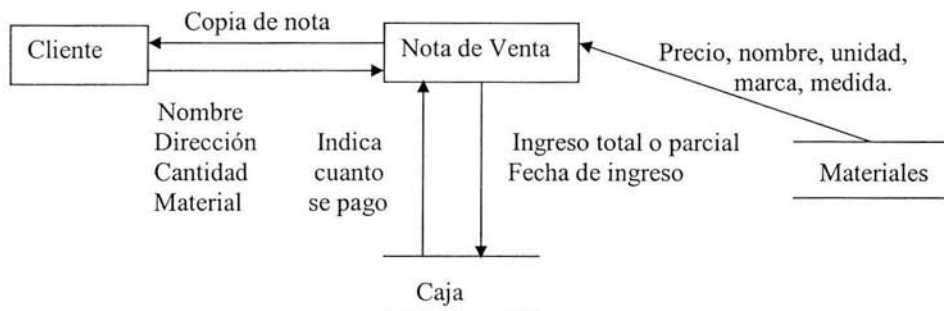 Copia de nota
Cliente
Nota de Venta
Precio, nombre, unidad,
marca, medida.
Nombre
Dirección
Cantidad
Material
Indica
cuanto
se pago
Ingreso total o parcial
Fecha de ingreso
Materiales
Caja